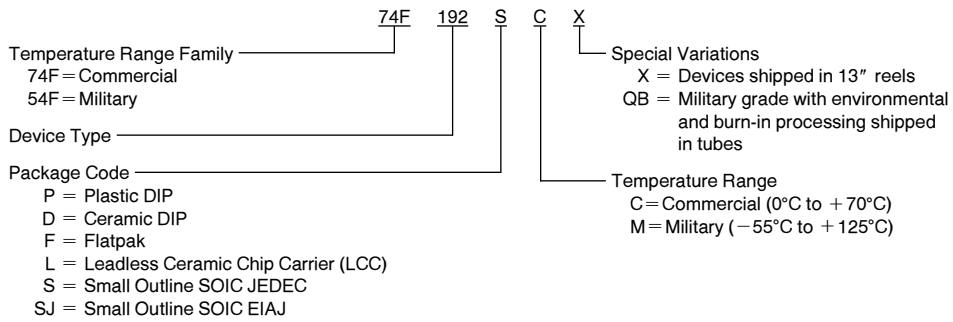 74F 192 S C X
Temperature Range Family
74F = Commercial
54F = Military
Device Type
Package Code
P = Plastic DIP
D = Ceramic DIP
F = Flatpak
L = Leadless Ceramic Chip Carrier (LCC)
S = Small Outline SOIC JEDEC
SJ = Small Outline SOIC EIAJ
Special Variations
X = Devices shipped in 13″ reels
QB = Military grade with environmental
and burn-in processing shipped
in tubes
Temperature Range
C = Commercial (0°C to +70°C)
M = Military (−55°C to +125°C)